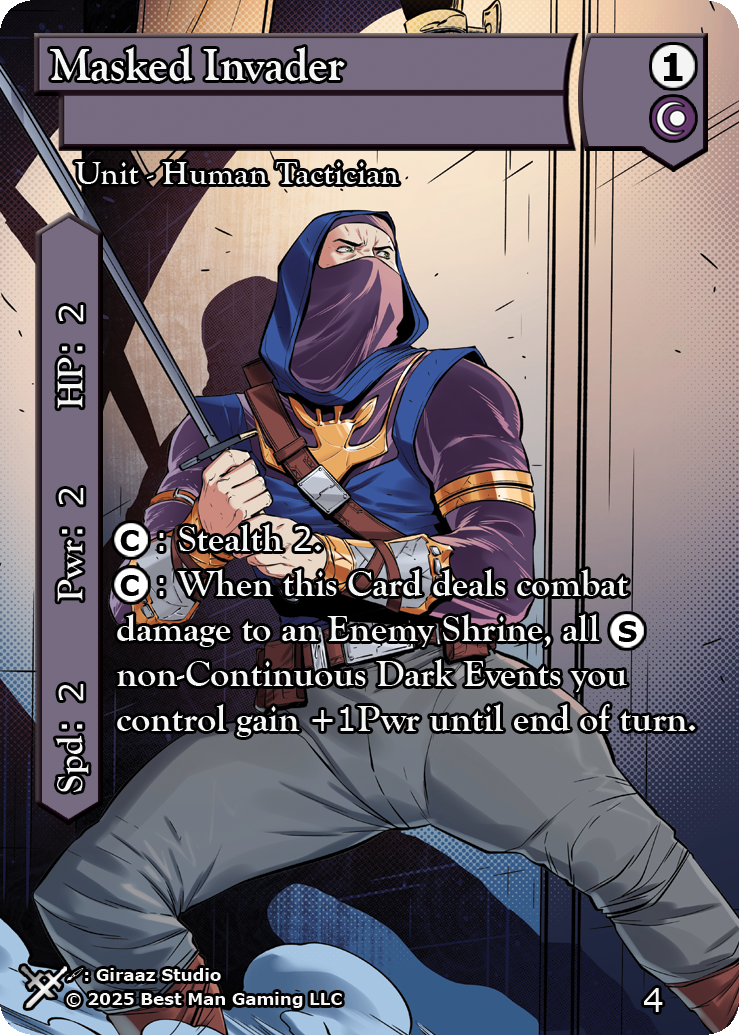 Masked Invader
1
Unit - Human Tactician
HP: 2
Pwr: 2
Spd: 2
C : Stealth 2.
C : When this Card deals combat
damage to an Enemy Shrine, all S
non-Continuous Dark Events you
control gain +1Pwr until end of turn.
: Giraaz Studio
© 2025 Best Man Gaming LLC
4